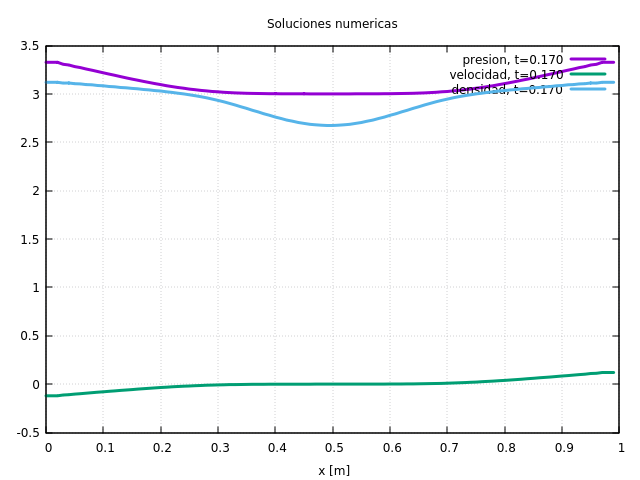 Soluciones numericas
presion, t=0.170
velocidad, t=0.170
densidad, t=0.170
3.5
3
2.5
2
1.5
1
0.5
0
-0.5
0 0.1 0.2 0.3 0.4 0.5 0.6 0.7 0.8 0.9 1
x [m]